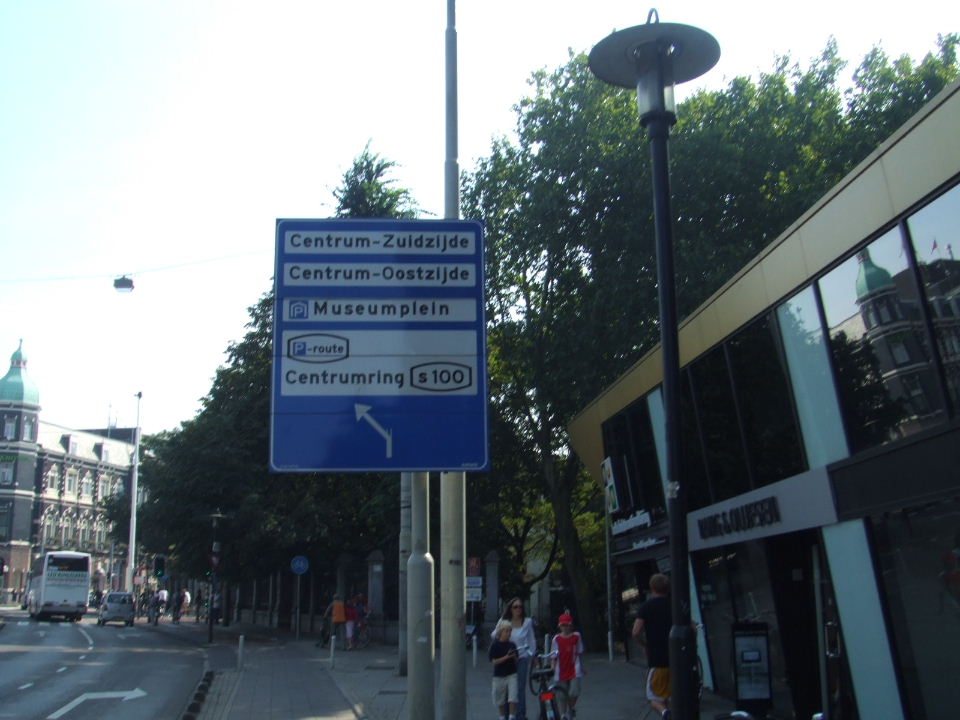 Centrum-Zuidzijde
Centrum-Oostzijde
P Museumplein
P-route
Centrumring s100
BANG & OLUFSEN